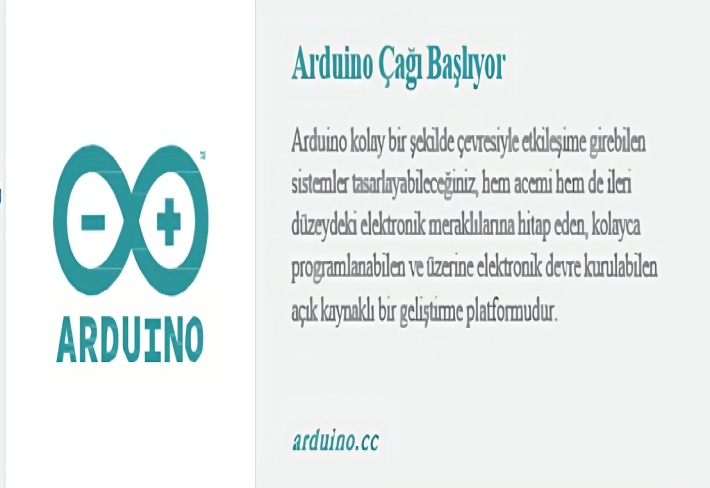 Arduino Çağı Başlıyor
Arduino kolay bir şekilde çevresiyle etkileşime girebilen
sistemler tasarlayabileceğiniz, hem acemi hem de ileri
düzeydeki elektronik meraklılarına hitap eden, kolayca
programlanabilen ve üzerine elektronik devre kurulabilen
açık kaynaklı bir geliştirme platformudur.
ARDUINO
arduino.cc